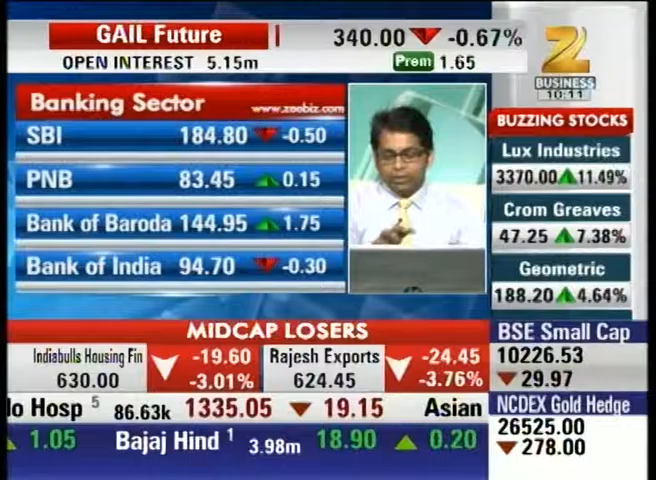 GAIL Future
340.00 -0.67%
OPEN INTEREST 5.15m
Prem 1.65
Z
BUSINESS
10:11
Banking Sector
www.zeebiz.com
SBI 184.80 -0.50
PNB 83.45 0.15
Bank of Baroda 144.95 1.75
Bank of India 94.70 -0.30
BUZZING STOCKS
Lux Industries
3370.00 11.49%
Crom Greaves
47.25 7.38%
Geometric
188.20 4.64%
MIDCAP LOSERS
Indiabulls Housing Fin
630.00
-19.60
-3.01%
Rajesh Exports
624.45
-24.45
-3.76%
BSE Small Cap
10226.53
29.97
NCDEX Gold Hedge
26525.00
278.00
lo Hosp 5 86.63k 1335.05 19.15 Asian
1.05 Bajaj Hind 1 3.98m 18.90 0.20